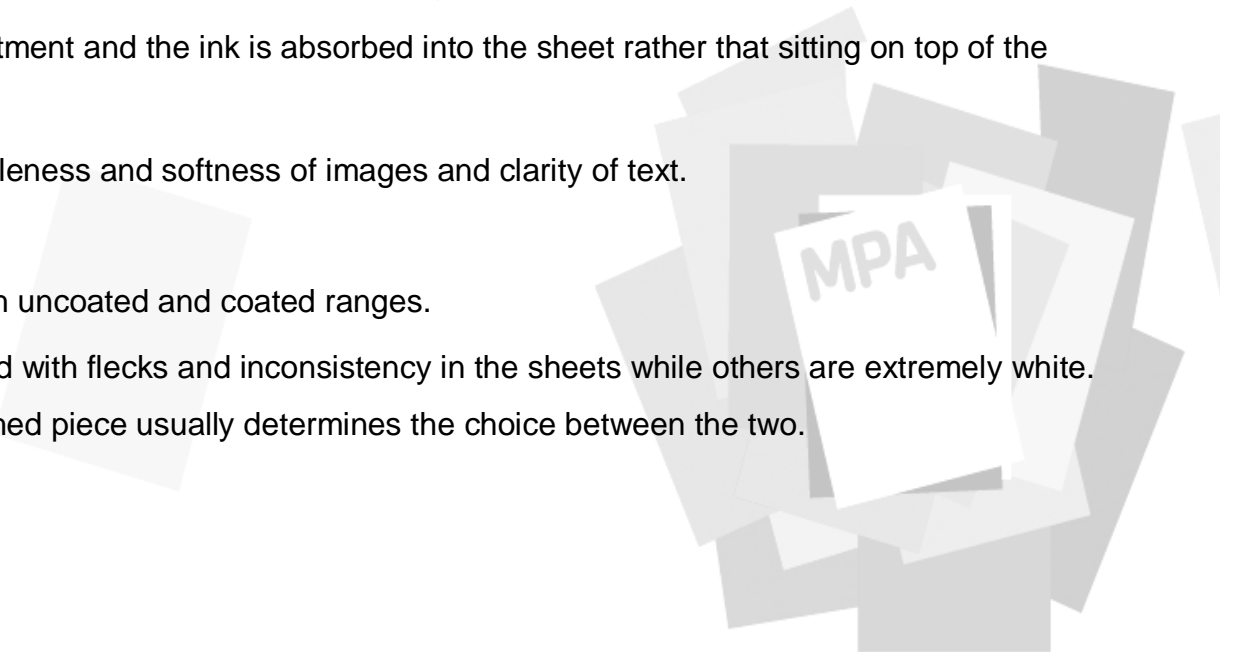 tment and the ink is absorbed into the sheet rather that sitting on top of the
leness and softness of images and clarity of text.
MPA
n uncoated and coated ranges.
d with flecks and inconsistency in the sheets while others are extremely white.
ned piece usually determines the choice between the two.